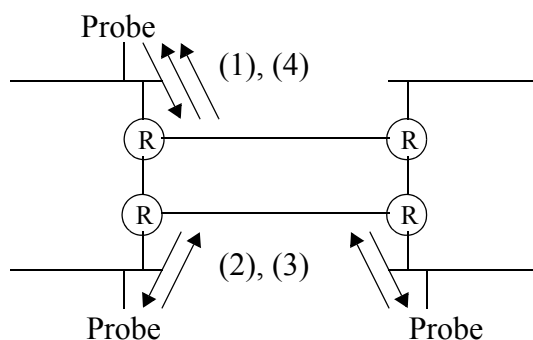 Probe
(1), (4)
R R
R R
(2), (3)
Probe Probe